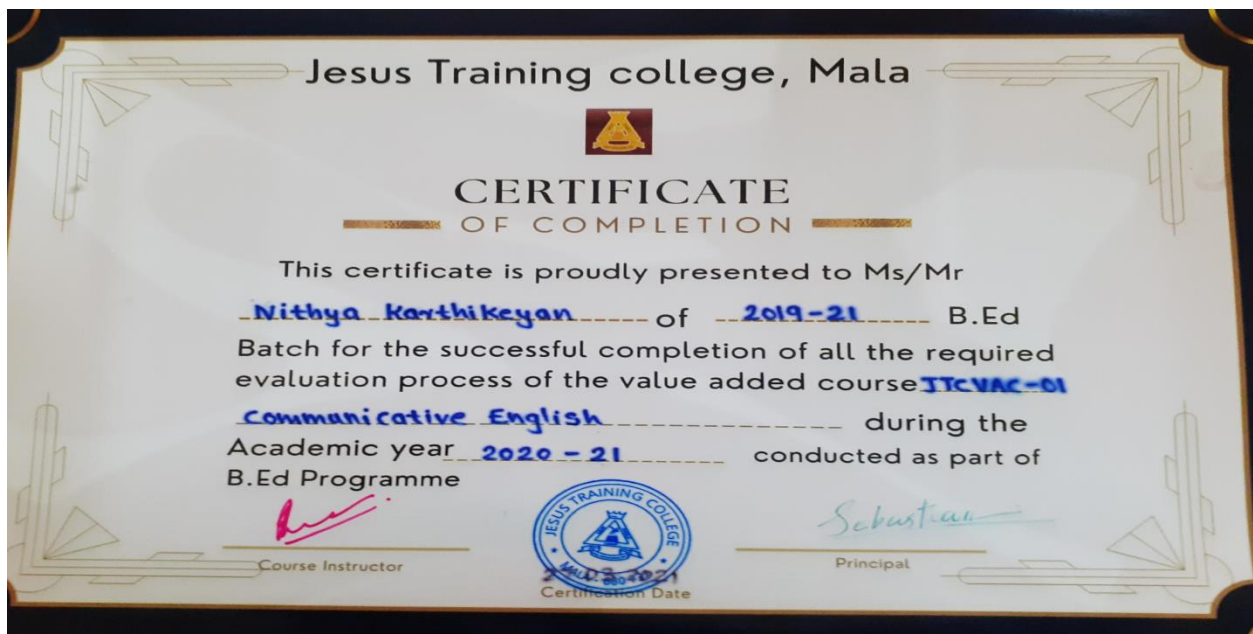 Jesus Training college, Mala
CERTIFICATE
OF COMPLETION
This certificate is proudly presented to Ms/Mr
Nithya Karthikeyan of 2019-21 B.Ed
Batch for the successful completion of all the required
evaluation process of the value added course JTCVAC-01
Communicative English during the
Academic year 2020-21 conducted as part of
B.Ed Programme
Sebastian
JESUS TRAINING COLLEGE
Course Instructor
Principal
MALA
2021
Certification Date